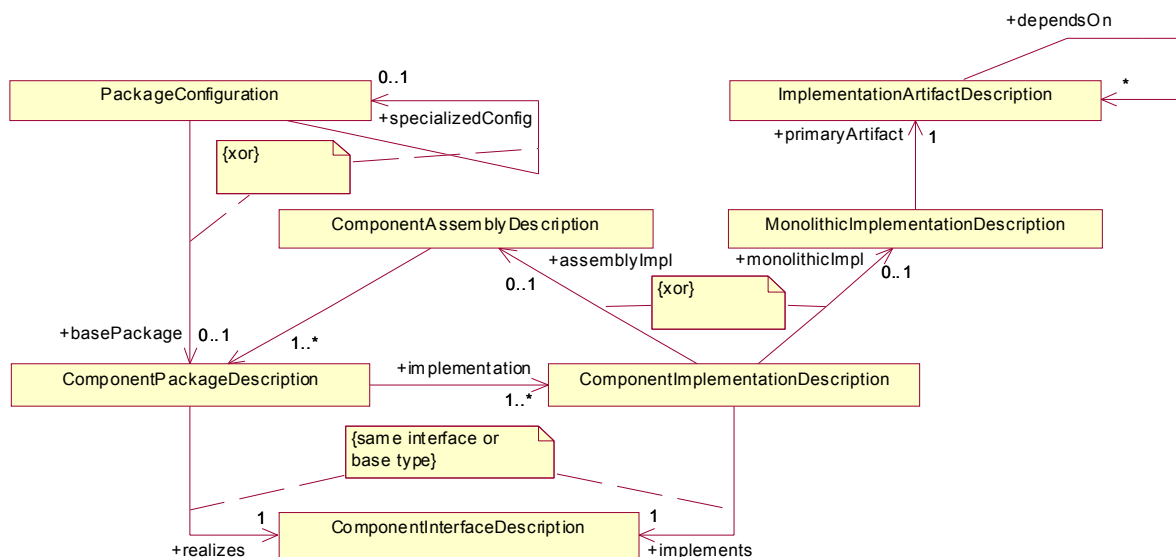 +dependsOn
0..1
PackageConfiguration
ImplementationArtifactDescription
*
+specializedConfig
+primaryArtifact
1
{xor}
ComponentAssemblyDescription
MonolithicImplementationDescription
+assemblyImpl
+monolithicImpl
0..1
0..1
{xor}
+basePackage
0..1
1..*
ComponentPackageDescription
+implementation
1..*
ComponentImplementationDescription
{same interface or
base type}
1
ComponentInterfaceDescription
1
+realizes
+implements